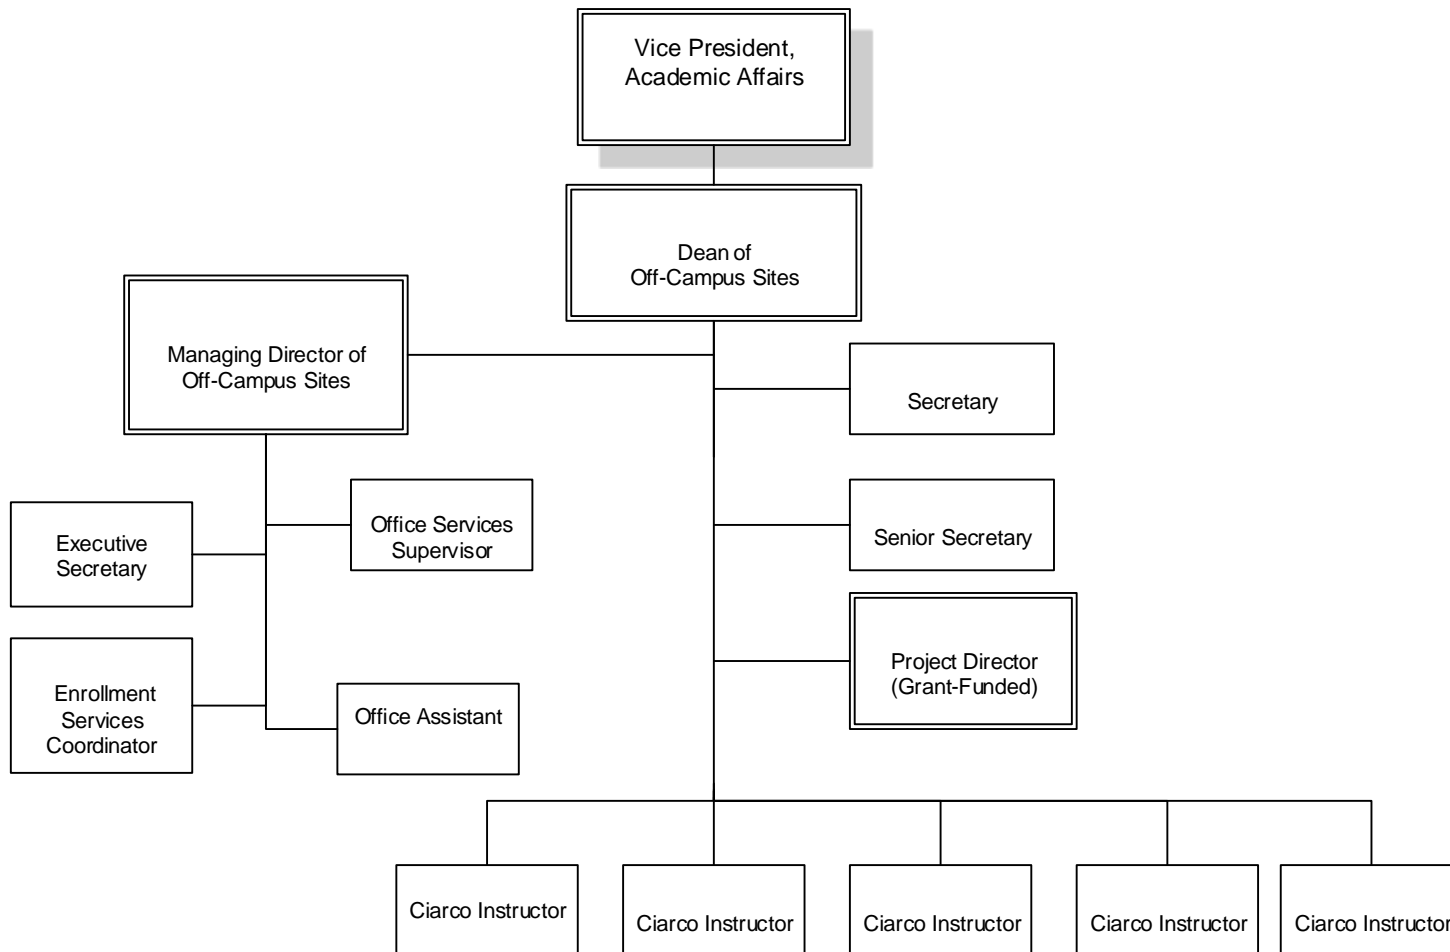 Vice President,
Academic Affairs
Dean of
Off-Campus Sites
Managing Director of
Off-Campus Sites
Secretary
Executive
Secretary
Office Services
Supervisor
Senior Secretary
Enrollment
Services
Coordinator
Office Assistant
Project Director
(Grant-Funded)
Ciarco Instructor
Ciarco Instructor
Ciarco Instructor
Ciarco Instructor
Ciarco Instructor